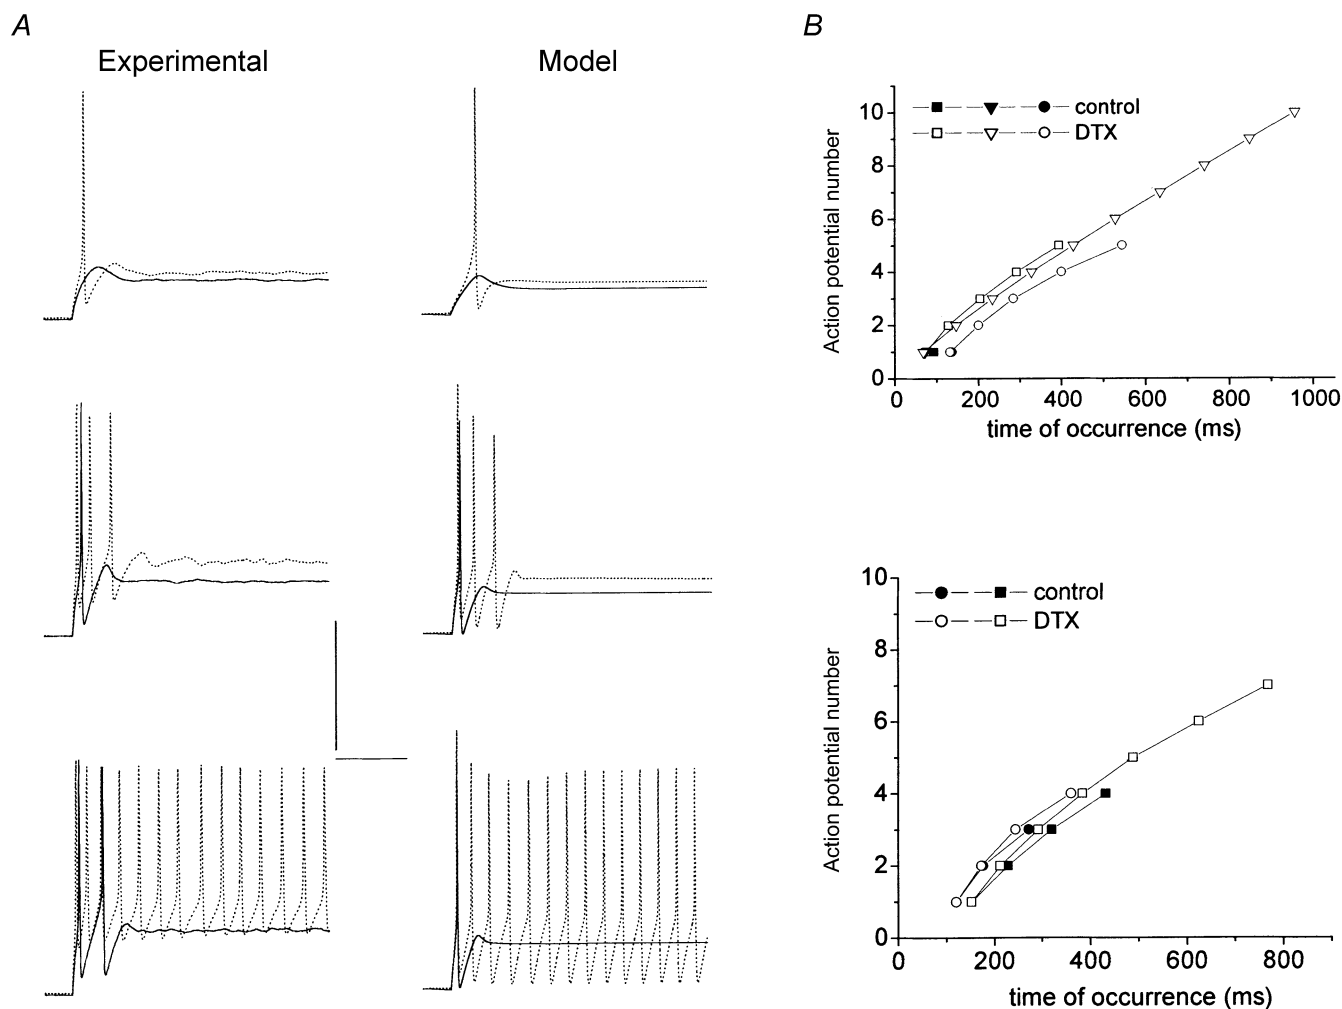 A
Experimental
Model
B
Action potential number
10
8
6
4
2
0
control
DTX
0 200 400 600 800 1000
time of occurrence (ms)
Action potential number
10
8
6
4
2
0
control
DTX
0 200 400 600 800
time of occurrence (ms)